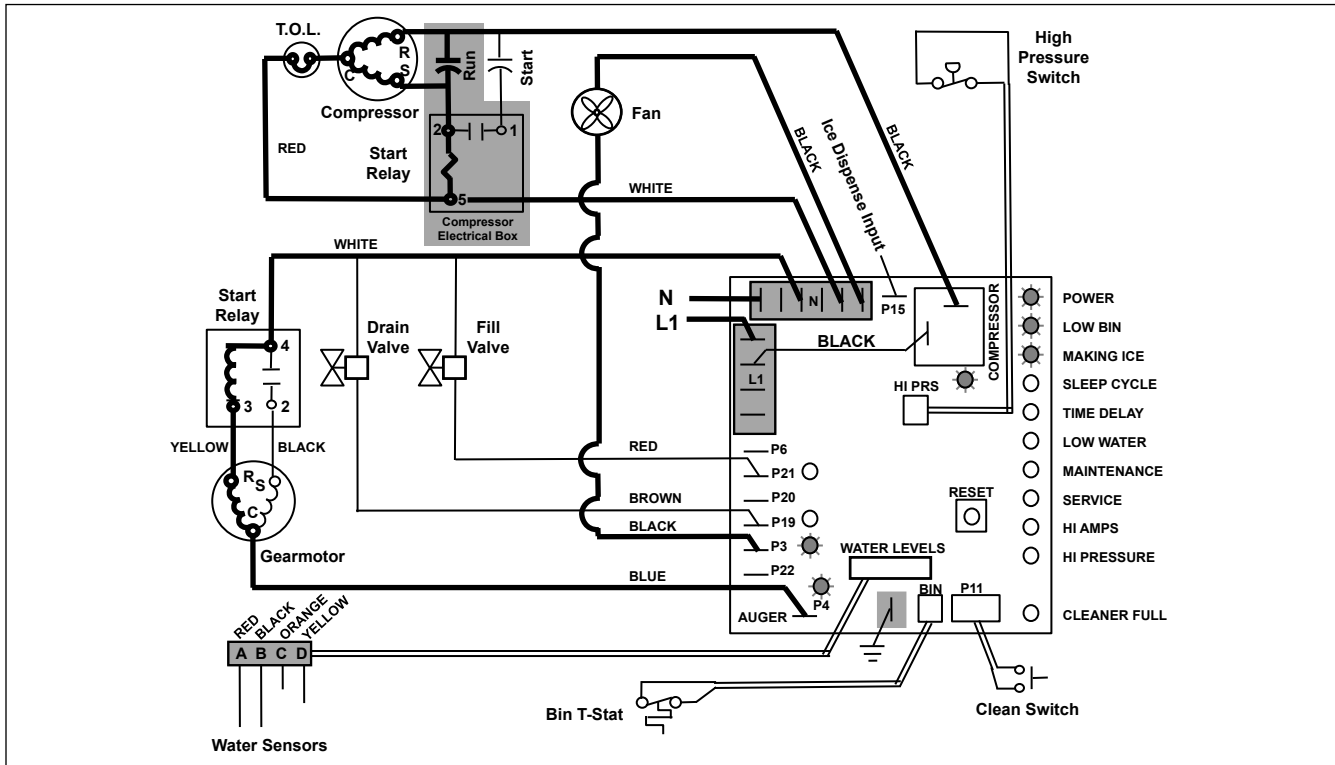 T.O.L.
R
S
C
Compressor
Run
Start
Fan
High
Pressure
Switch
2
1
RED
Start
Relay
5
WHITE
Compressor
Electrical Box
BLACK
Ice Dispense Input
BLACK
WHITE
Start
Relay
4
3
2
YELLOW
BLACK
R
S
C
Gearmotor
Drain
Valve
Fill
Valve
N
L1
N
P15
BLACK
COMPRESSOR
L1
HI PRS
POWER
LOW BIN
MAKING ICE
SLEEP CYCLE
TIME DELAY
LOW WATER
MAINTENANCE
SERVICE
HI AMPS
HI PRESSURE
CLEANER FULL
RED
BROWN
BLACK
BLUE
P6
P21
P20
P19
P3
P22
P4
AUGER
RESET
WATER LEVELS
BIN
P11
RED
BLACK
ORANGE
YELLOW
A B C D
Water Sensors
Bin T-Stat
Clean Switch